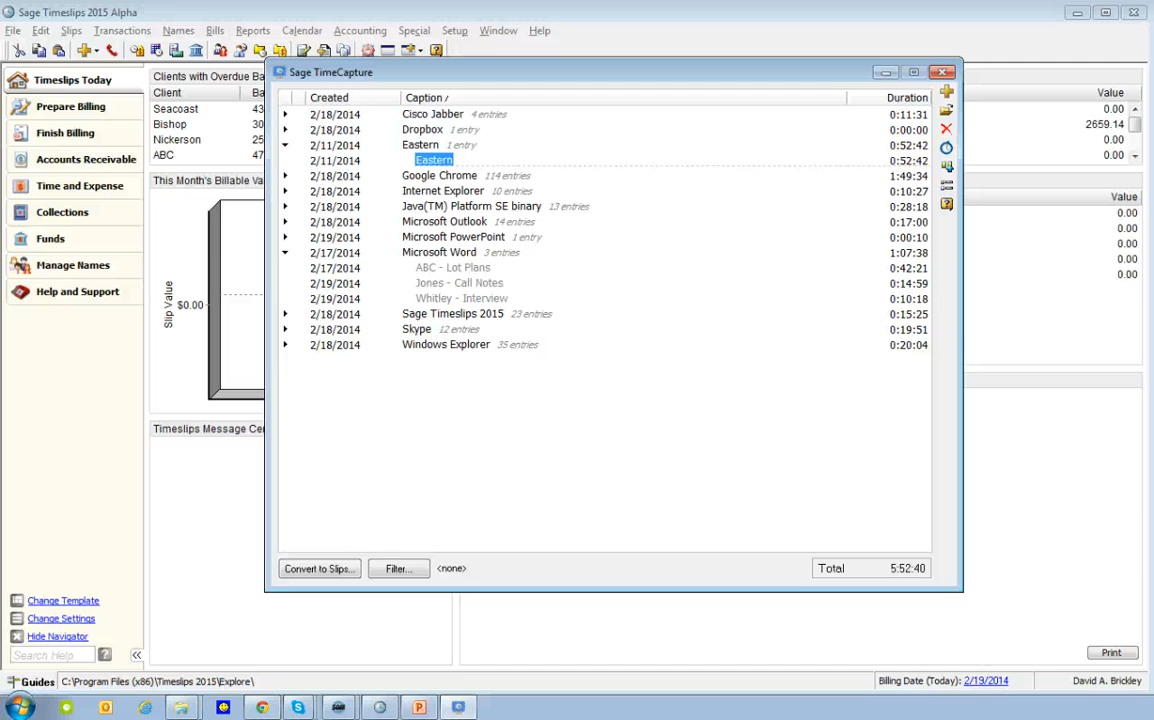 Sage Timeslips 2015 Alpha
File Edit Slips Transactions Names Bills Reports Calendar Accounting Special Setup Window Help
Timeslips Today
Prepare Billing
Finish Billing
Accounts Receivable
Time and Expense
Collections
Funds
Manage Names
Help and Support
Change Template
Change Settings
Hide Navigator
Search Help
Clients with Overdue Ba
Client Ba
Seacoast 43
Bishop 30
Nickerson 25
ABC 47
This Month's Billable Va
Slip Value
$0.00
Timeslips Message Cen
Sage TimeCapture
Created Caption / Duration
2/18/2014 Cisco Jabber 4 entries 0:11:31
2/18/2014 Dropbox 1 entry 0:00:00
2/11/2014 Eastern 1 entry 0:52:42
2/11/2014 Eastern 0:52:42
2/18/2014 Google Chrome 114 entries 1:49:34
2/18/2014 Internet Explorer 10 entries 0:10:27
2/18/2014 Java(TM) Platform SE binary 13 entries 0:28:18
2/18/2014 Microsoft Outlook 14 entries 0:17:00
2/19/2014 Microsoft PowerPoint 1 entry 0:00:10
2/17/2014 Microsoft Word 3 entries 1:07:38
2/17/2014 ABC - Lot Plans 0:42:21
2/19/2014 Jones - Call Notes 0:14:59
2/19/2014 Whitley - Interview 0:10:18
2/18/2014 Sage Timeslips 2015 23 entries 0:15:25
2/18/2014 Skype 12 entries 0:19:51
2/18/2014 Windows Explorer 35 entries 0:20:04
Convert to Slips... Filter... <none> Total 5:52:40
Value
0.00
2659.14
0.00
0.00
Value
0.00
0.00
0.00
0.00
0.00
Print
Guides C:\Program Files (x86)\Timeslips 2015\Explore\ Billing Date (Today): 2/19/2014 David A. Brickley